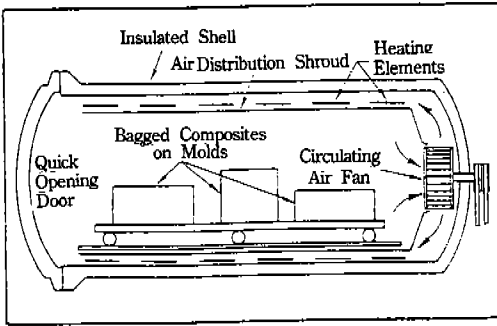 Insulated Shell
Air Distribution Shroud
Heating
Elements
Bagged Composites
on Molds
Quick
Opening
Door
Circulating
Air Fan